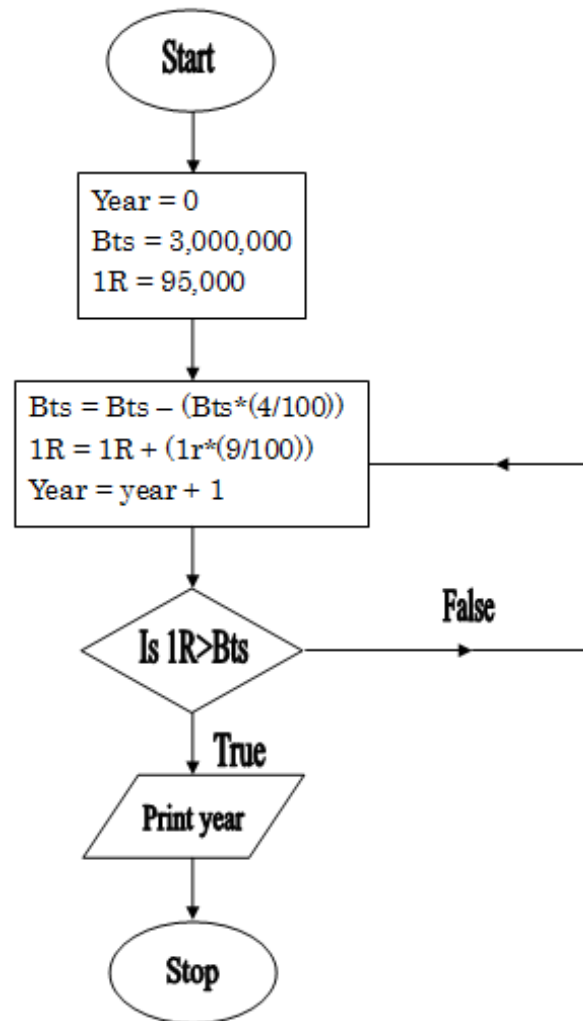 Start
Year = 0
Bts = 3,000,000
1R = 95,000
Bts = Bts – (Bts*(4/100))
1R = 1R + (1r*(9/100))
Year = year + 1
Is 1R>Bts
False
True
Print year
Stop